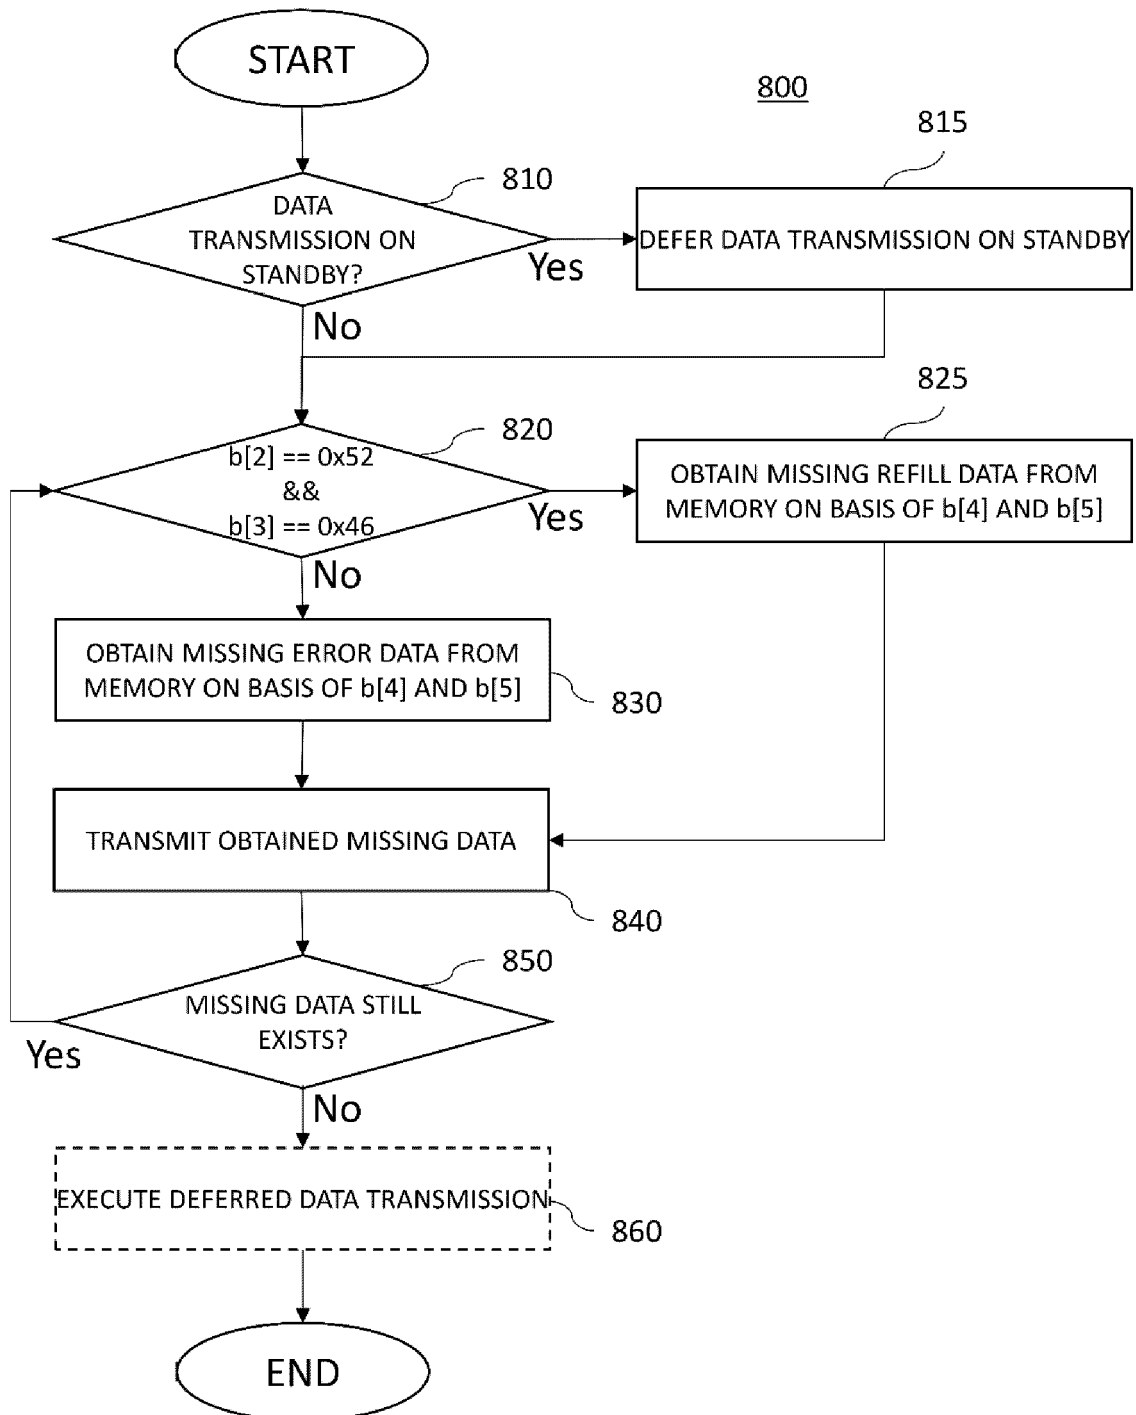 START
800
815
810
DATA
TRANSMISSION ON
STANDBY?
Yes
DEFER DATA TRANSMISSION ON STANDBY
No
825
820
b[2] == 0x52
&&
b[3] == 0x46
Yes
OBTAIN MISSING REFILL DATA FROM
MEMORY ON BASIS OF b[4] AND b[5]
No
OBTAIN MISSING ERROR DATA FROM
MEMORY ON BASIS OF b[4] AND b[5]
830
TRANSMIT OBTAINED MISSING DATA
840
850
MISSING DATA STILL
EXISTS?
Yes
No
EXECUTE DEFERRED DATA TRANSMISSION
860
END